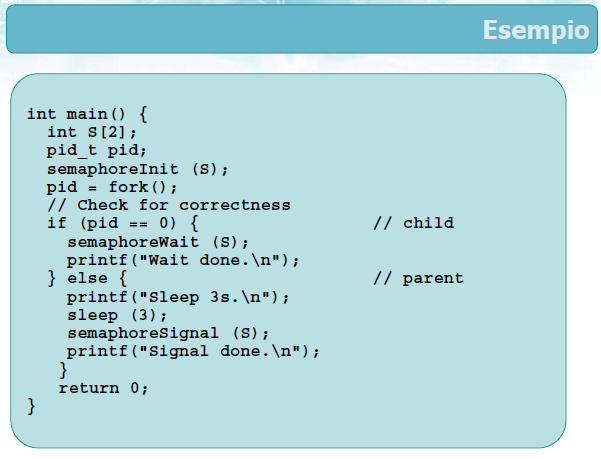 Esempio
int main() {
int S[2];
pid_t pid;
semaphoreInit (S);
pid = fork();
// Check for correctness
if (pid == 0) { // child
semaphoreWait (S);
printf("Wait done.\n");
} else { // parent
printf("Sleep 3s.\n");
sleep (3);
semaphoreSignal (S);
printf("Signal done.\n");
}
return 0;
}